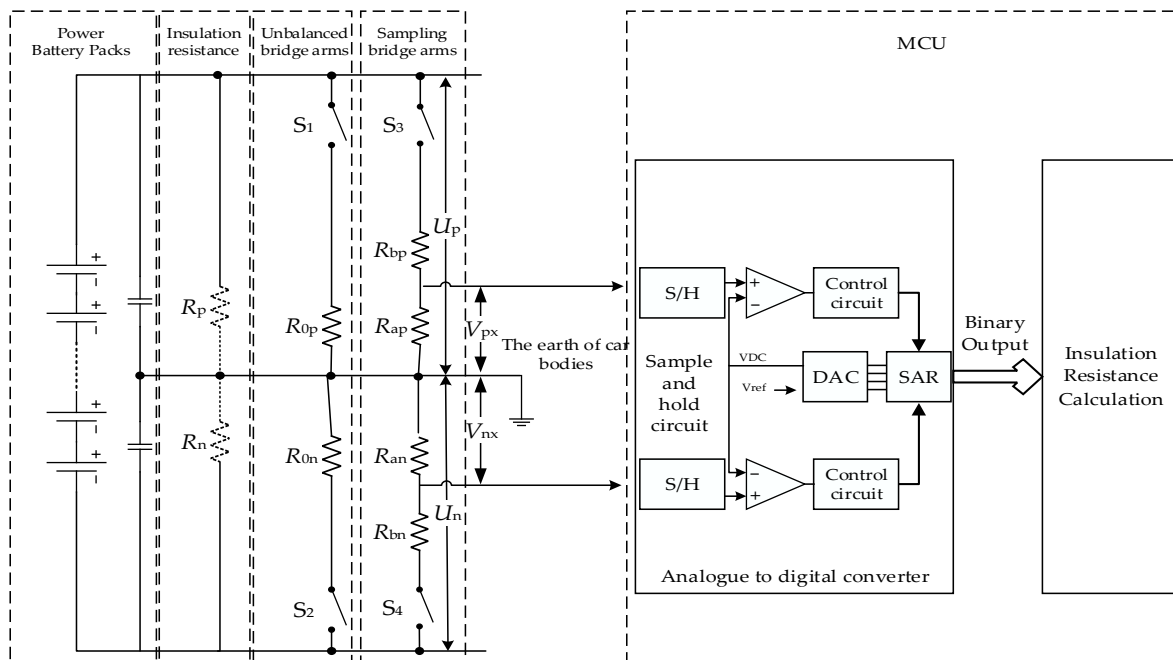 Power
Battery Packs
Insulation
resistance
Unbalanced
bridge arms
Sampling
bridge arms
MCU
S1
S3
Up
Rbp
Rp
R0p
Rap
Vpx
The earth of car
bodies
Rn
R0n
Ran
Vnx
Un
Rbn
S2
S4
+
−
+
−
+
−
+
−
S/H
+
−
Control
circuit
Sample
and
hold
circuit
VDC
Vref
DAC
SAR
S/H
−
+
Control
circuit
Analogue to digital converter
Binary
Output
Insulation
Resistance
Calculation